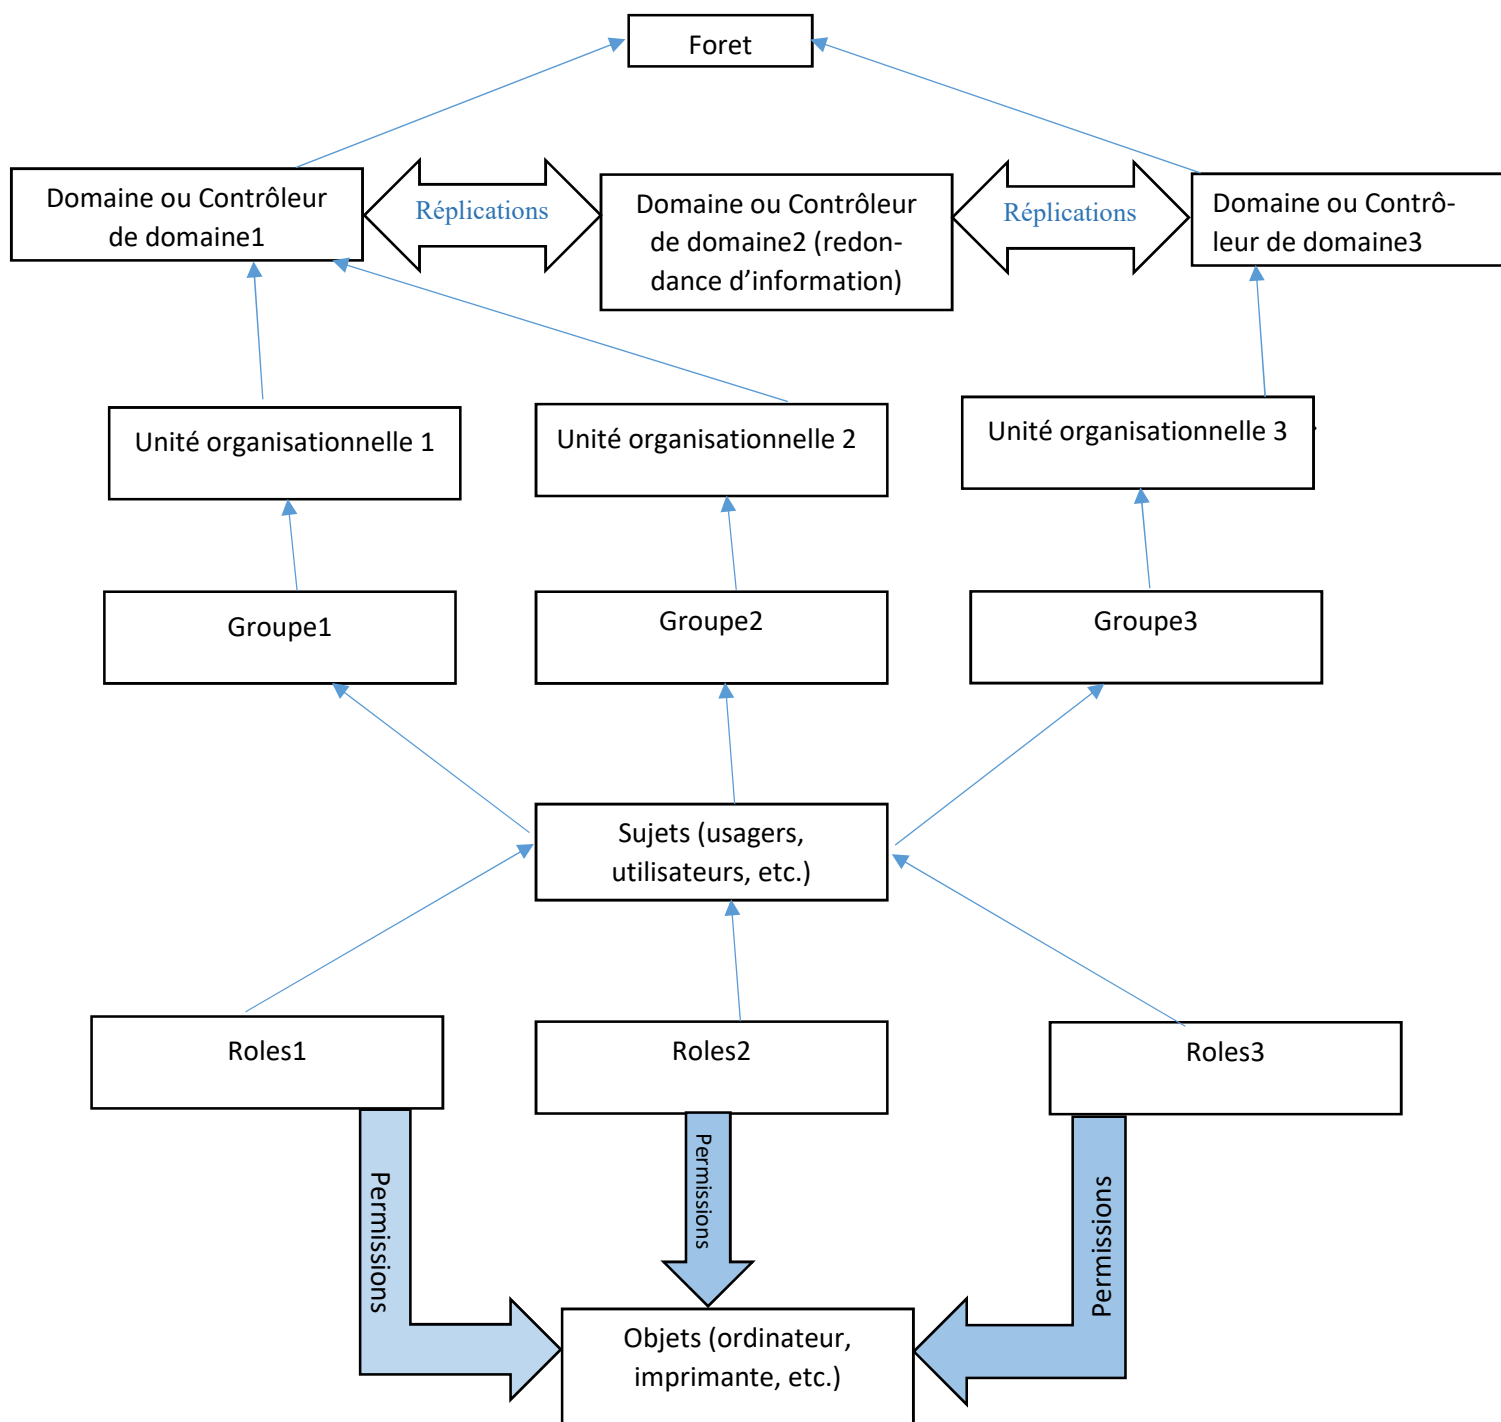 Foret
Domaine ou Contrôleur
de domaine1
Réplications
Domaine ou Contrôleur
de domaine2 (redon-
dance d’information)
Réplications
Domaine ou Contrô-
leur de domaine3
Unité organisationnelle 1
Unité organisationnelle 2
Unité organisationnelle 3
Groupe1
Groupe2
Groupe3
Sujets (usagers,
utilisateurs, etc.)
Roles1
Roles2
Roles3
Permissions
Permissions
Permissions
Objets (ordinateur,
imprimante, etc.)